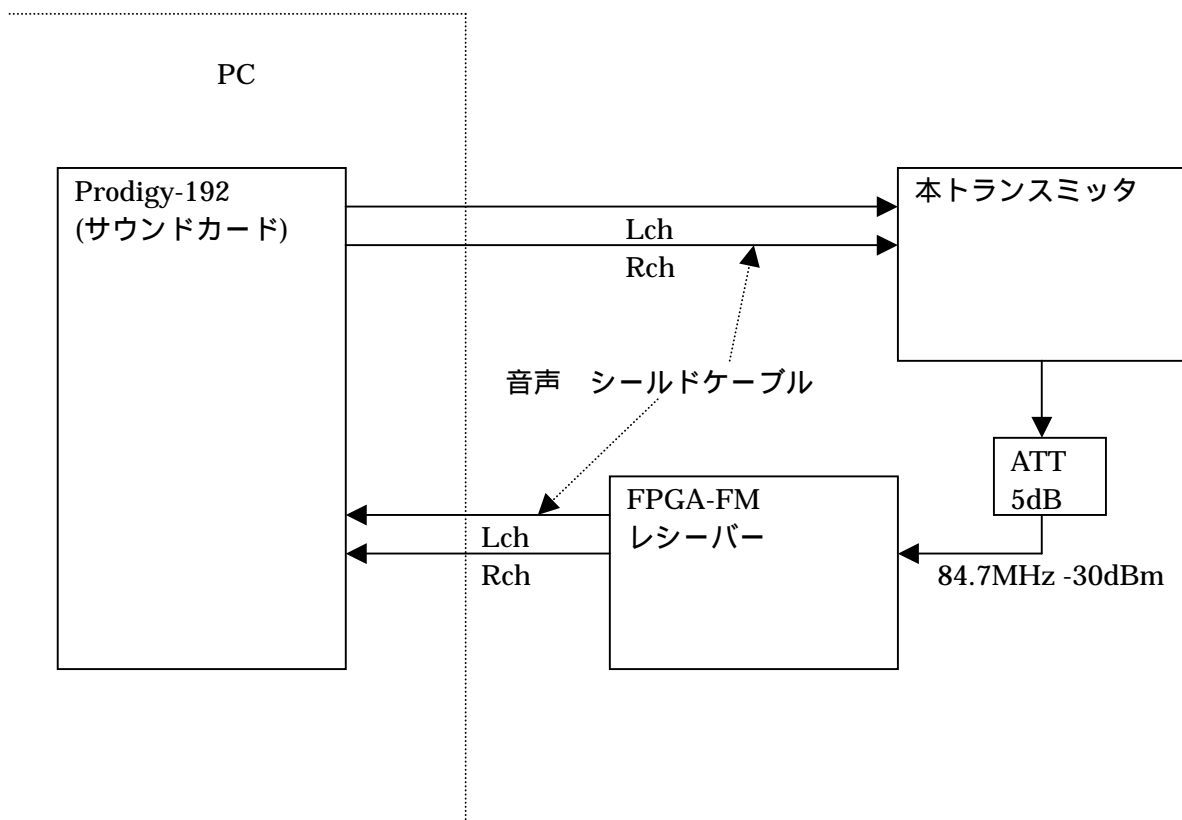 PC
Prodigy-192
(サウンドカード)
本トランスミッタ
Lch
Rch
音声　シールドケーブル
ATT
5dB
FPGA-FM
レシーバー
Lch
Rch
84.7MHz -30dBm